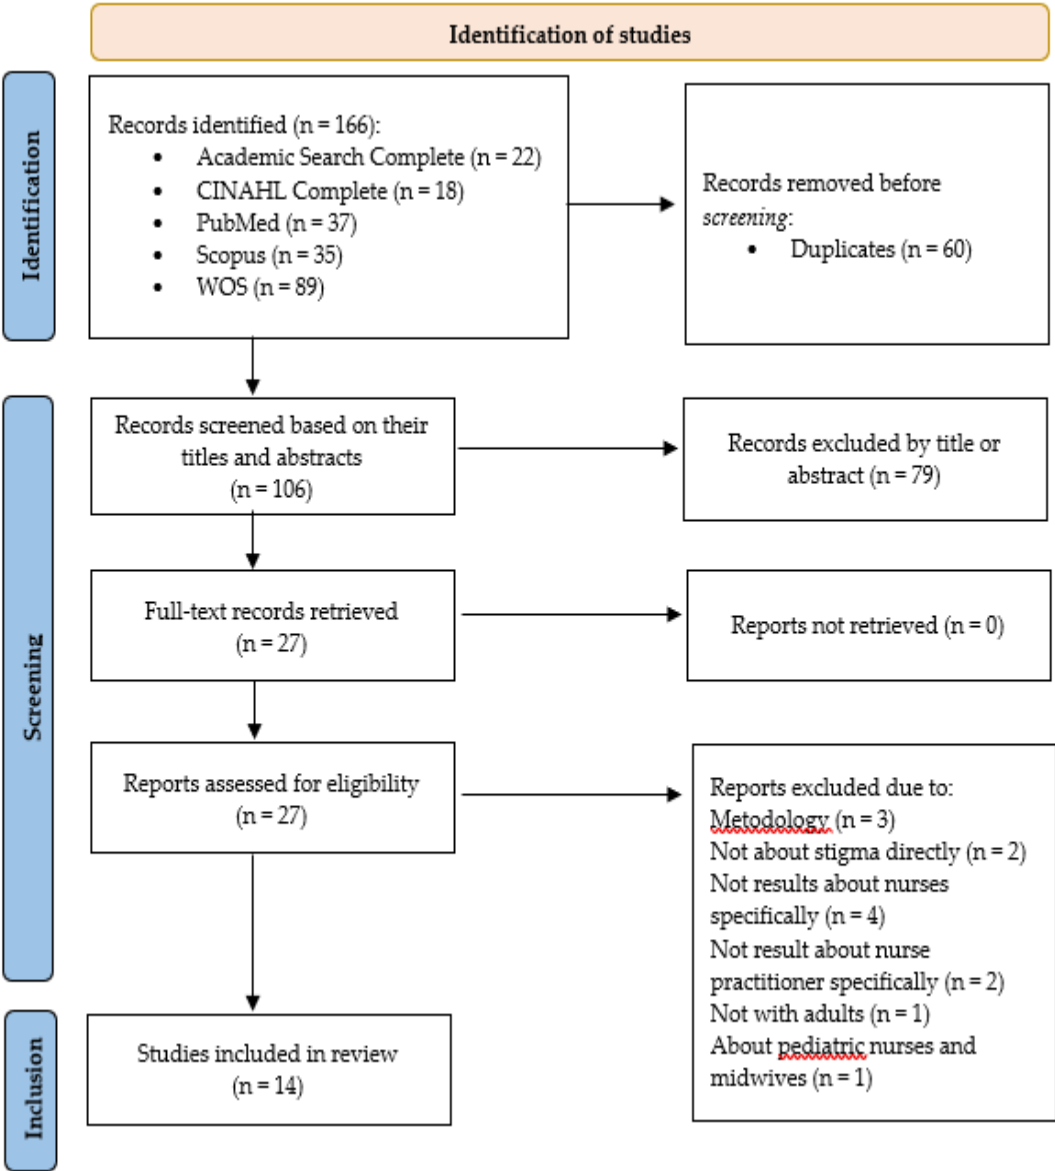 Identification of studies
Identification
Records identified (n = 166):
• Academic Search Complete (n = 22)
• CINAHL Complete (n = 18)
• PubMed (n = 37)
• Scopus (n = 35)
• WOS (n = 89)
Records removed before
screening:
• Duplicates (n = 60)
Screening
Records screened based on their
titles and abstracts
(n = 106)
Records excluded by title or
abstract (n = 79)
Full-text records retrieved
(n = 27)
Reports not retrieved (n = 0)
Reports assessed for eligibility
(n = 27)
Reports excluded due to:
Metodology (n = 3)
Not about stigma directly (n = 2)
Not results about nurses
specifically (n = 4)
Not result about nurse
practitioner specifically (n = 2)
Not with adults (n = 1)
About pediatric nurses and
midwives (n = 1)
Inclusion
Studies included in review
(n = 14)